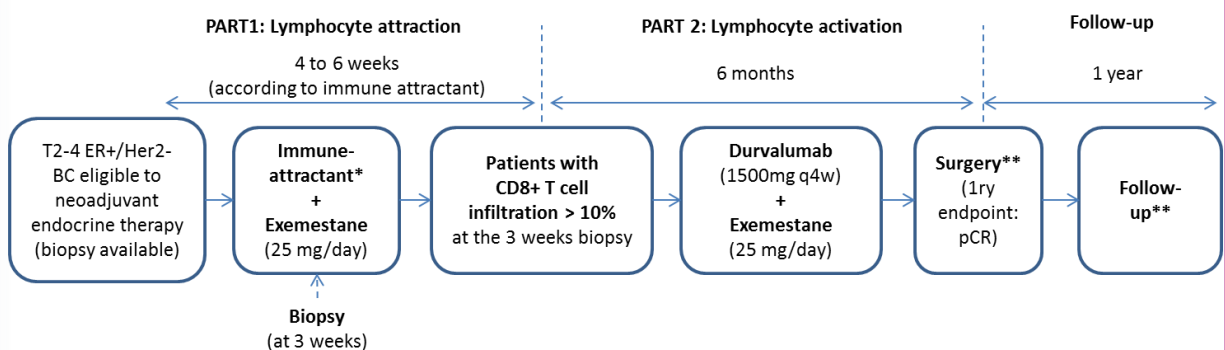 PART1: Lymphocyte attraction
PART 2: Lymphocyte activation
Follow-up
4 to 6 weeks
(according to immune attractant)
6 months
1 year
T2-4 ER+/Her2-
BC eligible to
neoadjuvant
endocrine therapy
(biopsy available)
Immune-
attractant*
+
Exemestane
(25 mg/day)
Patients with
CD8+ T cell
infiltration > 10%
at the 3 weeks biopsy
Durvalumab
(1500mg q4w)
+
Exemestane
(25 mg/day)
Surgery**
(1ry
endpoint:
pCR)
Follow-
up**
Biopsy
(at 3 weeks)